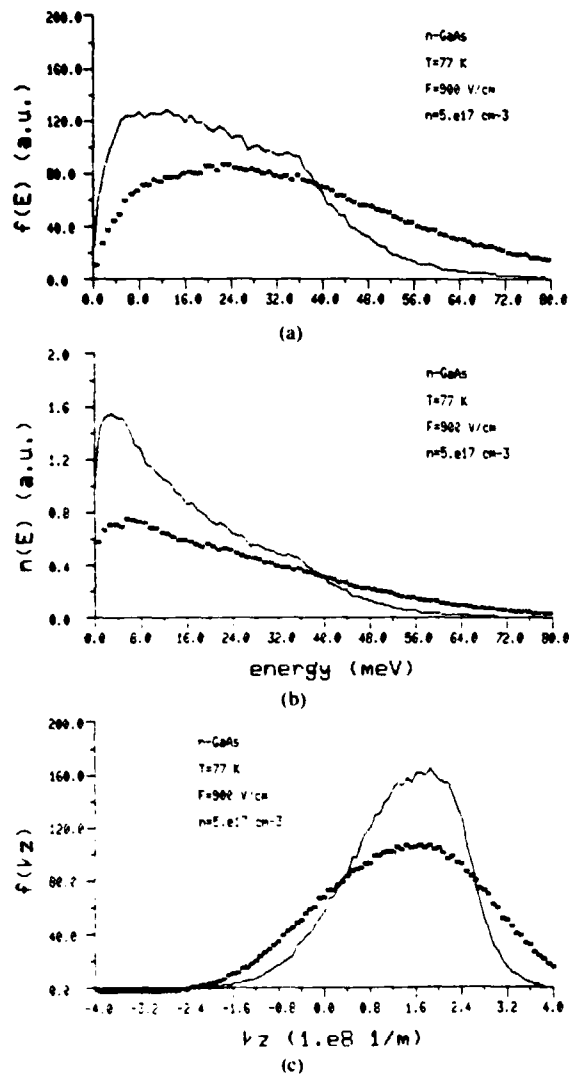 200.0
160.0
120.0
80.0
40.0
0.0
f(E) (a.u.)
n-GaAs
T=77 K
F=900 V/cm
n=5.e17 cm-3
0.0 8.0 16.0 24.0 32.0 40.0 48.0 56.0 64.0 72.0 80.0
(a)
2.0
1.6
1.2
0.8
0.4
0.0
n(E) (a.u.)
n-GaAs
T=77 K
F=900 V/cm
n=5.e17 cm-3
0.0 8.0 16.0 24.0 32.0 40.0 48.0 56.0 64.0 72.0 80.0
energy (meV)
(b)
200.0
160.0
120.0
80.0
40.0
0.0
f(kz)
n-GaAs
T=77 K
F=900 V/cm
n=5.e17 cm-3
-4.0 -3.2 -2.4 -1.6 -0.8 0.0 0.8 1.6 2.4 3.2 4.0
kz (1.e8 1/m)
(c)